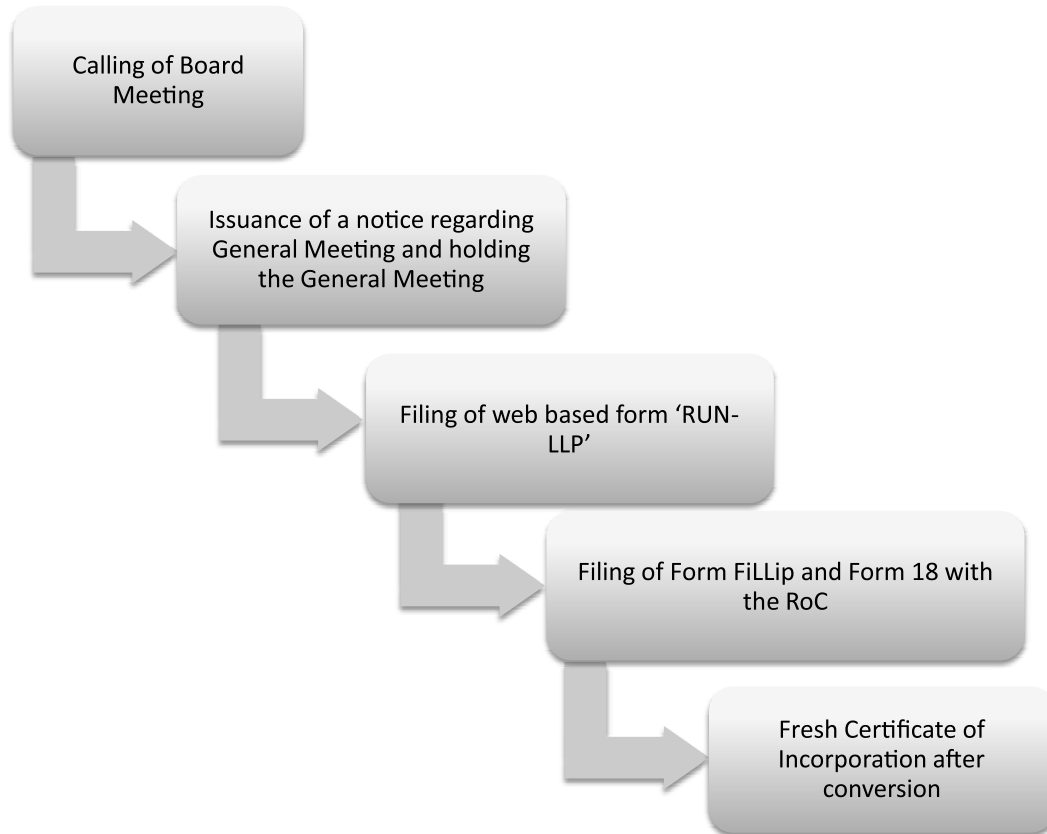 Calling of Board
Meeting
Issuance of a notice regarding
General Meeting and holding
the General Meeting
Filing of web based form ‘RUN-
LLP’
Filing of Form FiLLip and Form 18 with
the RoC
Fresh Certificate of
Incorporation after
conversion